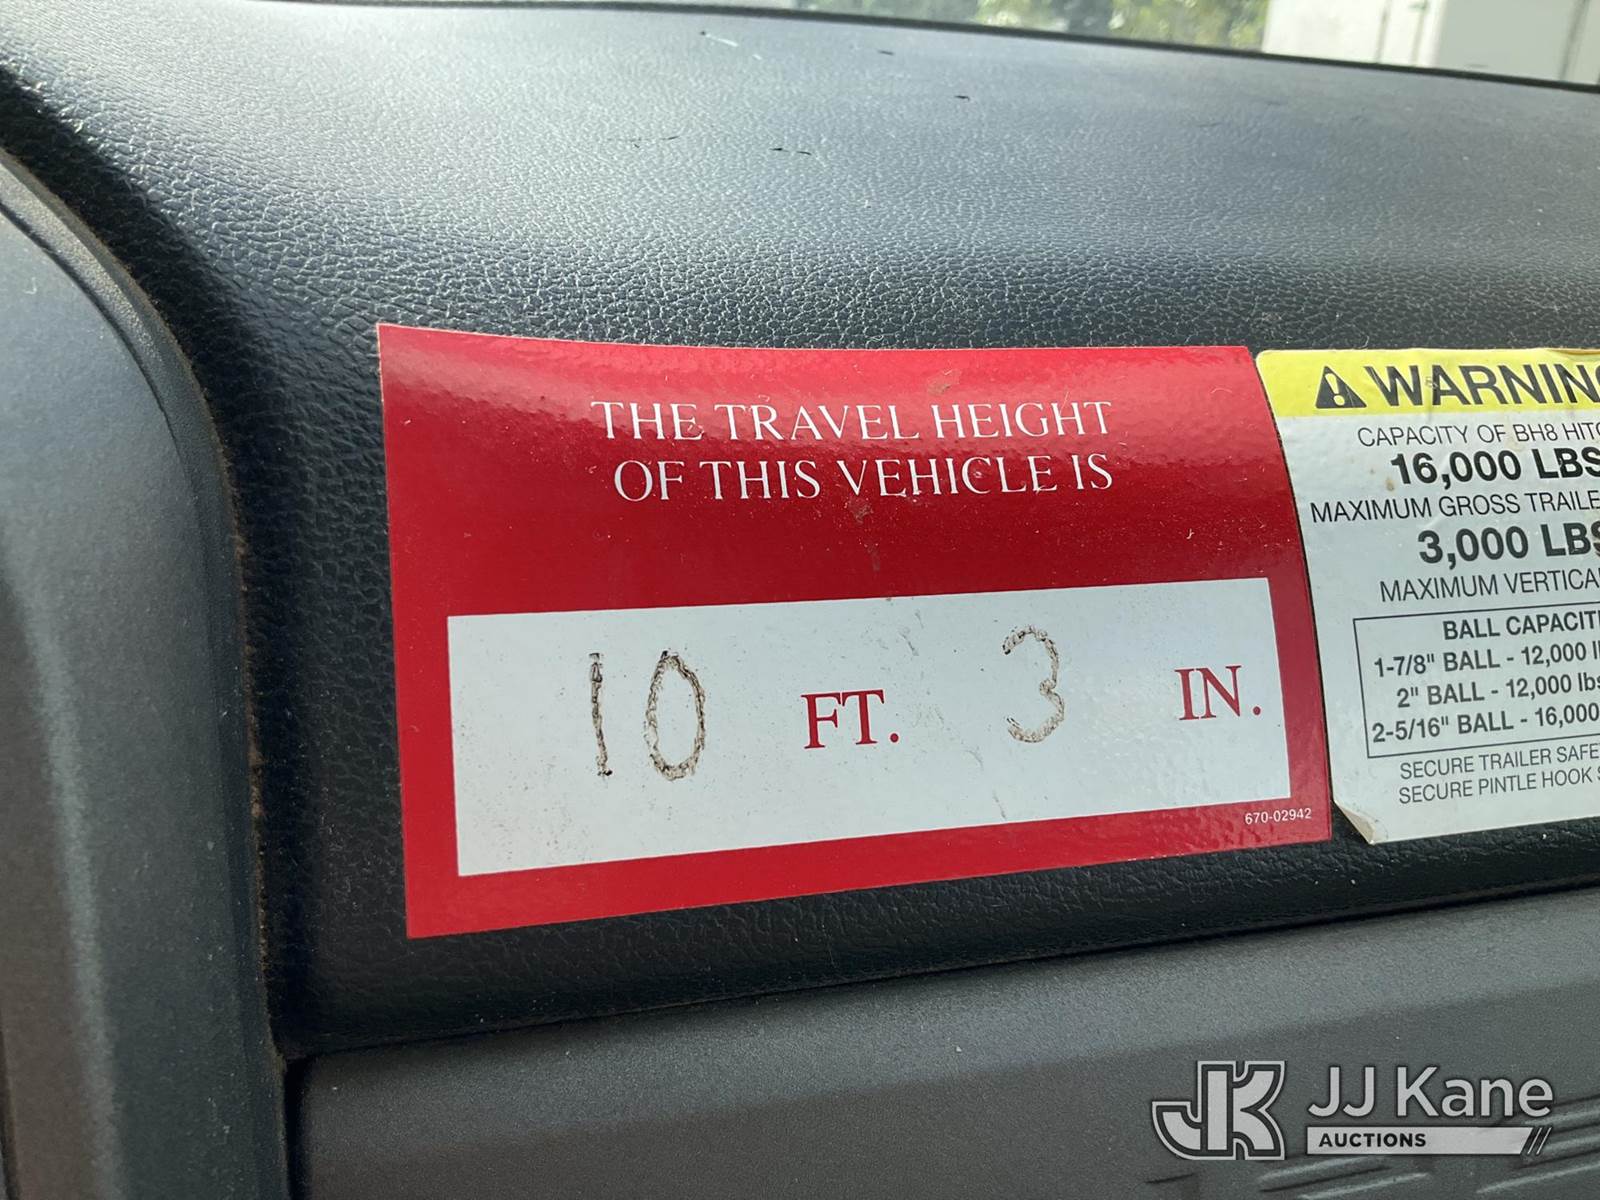 THE TRAVEL HEIGHT
OF THIS VEHICLE IS
10 FT. 3 IN.
670-02942
WARNING
CAPACITY OF BH8
16,000 LBS
MAXIMUM GROSS
3,000 LBS
MAXIMUM
BALL
1-7/8" BALL - 12,000
2" BALL - 12,000 lbs
2-5/16" BALL - 16,000
SECURE TRAILER
SECURE PINTLE HOOK
JK JJ Kane
AUCTIONS